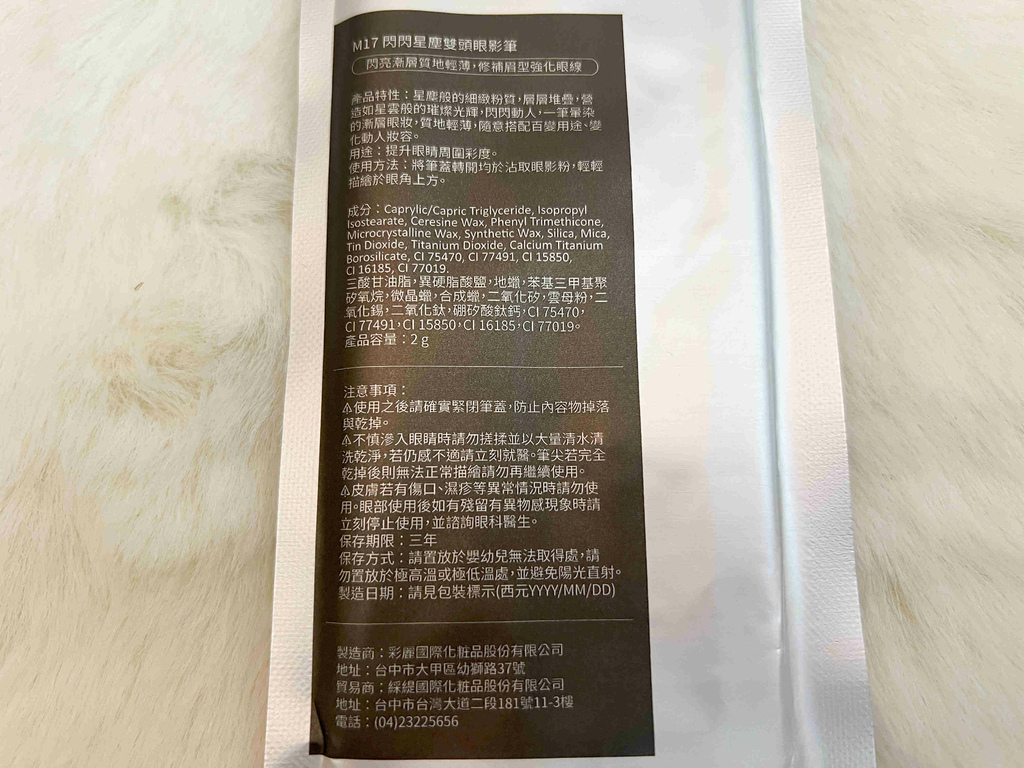 M17 閃閃星塵雙頭眼影筆
閃亮漸層質地輕薄,修補眉型強化眼線
產品特性：星塵般的細緻粉質,層層堆疊,營
造如星雲般的璀璨光輝,閃閃動人,一筆暈染
的漸層眼妝,質地輕薄,隨意搭配百變用途、變
化動人妝容。
用途：提升眼睛周圍彩度。
使用方法：將筆蓋轉開均於沾取眼影粉,輕輕
描繪於眼角上方。
成分：Caprylic/Capric Triglyceride, Isopropyl
Isostearate, Ceresine Wax, Phenyl Trimethicone,
Microcrystalline Wax, Synthetic Wax, Silica, Mica,
Tin Dioxide, Titanium Dioxide, Calcium Titanium
Borosilicate, CI 75470, CI 77491, CI 15850,
CI 16185, CI 77019.
三酸甘油脂,異硬脂酸鹽,地蠟,苯基三甲基聚
矽氧烷,微晶蠟,合成蠟,二氧化矽,雲母粉,二
氧化錫,二氧化鈦,硼矽酸鈦鈣,CI 75470,
CI 77491,CI 15850,CI 16185,CI 77019。
產品容量：2 g
注意事項：
⚠使用之後請確實緊閉筆蓋,防止內容物掉落
與乾掉。
⚠不慎滲入眼睛時請勿搓揉並以大量清水清
洗乾淨,若仍感不適請立刻就醫。筆尖若完全
乾掉後則無法正常描繪請勿再繼續使用。
⚠皮膚若有傷口、濕疹等異常情況時請勿使
用。眼部使用後如有殘留有異物感現象時請
立刻停止使用,並諮詢眼科醫生。
保存期限：三年
保存方式：請置放於嬰幼兒無法取得處,請
勿置放於極高溫或極低溫處,並避免陽光直射。
製造日期：請見包裝標示(西元YYYY/MM/DD)
製造商：彩麗國際化粧品股份有限公司
地址：台中市大甲區幼獅路37號
貿易商：綵緹國際化粧品股份有限公司
地址：台中市台灣大道二段181號11-3樓
電話：(04)23225656